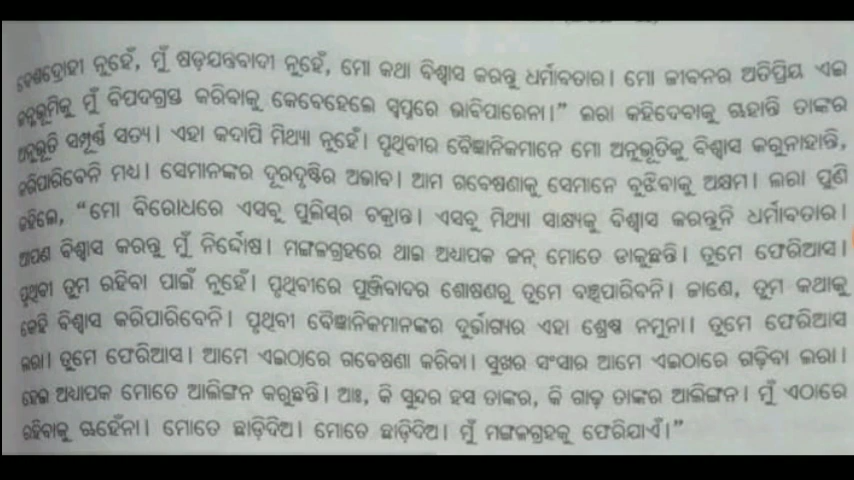 ଦେଶଦ୍ରୋହୀ ନୁହେଁ, ମୁଁ ଷଡ଼ଯନ୍ତ୍ରବାଦୀ ନୁହେଁ, ମୋ କଥା ବିଶ୍ୱାସ କରନ୍ତୁ ଧର୍ମାବତାର। ମୋ ଜୀବନର ଅତିପ୍ରିୟ ଏଇ
ଜନ୍ମଭୂମିକୁ ମୁଁ ବିପଦଗ୍ରସ୍ତ କରିବାକୁ କେବେହେଲେ ସ୍ୱପ୍ନରେ ଭାବିପାରେନା।” ଲରା କହିଦେବାକୁ ଚାହାନ୍ତି ତାଙ୍କର
ଅନୁଭୂତି ସମ୍ପୂର୍ଣ୍ଣ ସତ୍ୟ। ଏହା କଦାପି ମିଥ୍ୟା ନୁହେଁ। ପୃଥିବୀର ବୈଜ୍ଞାନିକମାନେ ମୋ ଅନୁଭୂତିକୁ ବିଶ୍ୱାସ କରୁନାହାନ୍ତି,
କରିପାରିବେନି ମଧ୍ୟ। ସେମାନଙ୍କର ଦୂରଦୃଷ୍ଟିର ଅଭାବ। ଆମ ଗବେଷଣାକୁ ସେମାନେ ବୁଝିବାକୁ ଅକ୍ଷମ। ଲରା ପୁଣି
କହିଲେ, “ମୋ ବିରୋଧରେ ଏସବୁ ପୁଲିସ୍‌ର ଚକ୍ରାନ୍ତ। ଏସବୁ ମିଥ୍ୟା ସାକ୍ଷ୍ୟକୁ ବିଶ୍ୱାସ କରନ୍ତୁନି ଧର୍ମାବତାର।
ଆପଣ ବିଶ୍ୱାସ କରନ୍ତୁ ମୁଁ ନିର୍ଦ୍ଦୋଷ। ମଙ୍ଗଳଗ୍ରହରେ ଥାଇ ଅଧ୍ୟାପକ ଜନ୍ ମୋତେ ଡାକୁଛନ୍ତି। ତୁମେ ଫେରିଆସ।
ପୃଥିବୀ ତୁମ ରହିବା ପାଇଁ ନୁହେଁ। ପୃଥିବୀରେ ପୁଞ୍ଜିବାଦର ଶୋଷଣରୁ ତୁମେ ବଞ୍ଚିପାରିବନି। ଜାଣେ, ତୁମ କଥାକୁ
କେହି ବିଶ୍ୱାସ କରିପାରିବେନି। ପୃଥିବୀ ବୈଜ୍ଞାନିକମାନଙ୍କର ଦୁର୍ଭାଗ୍ୟର ଏହା ଶ୍ରେଷ୍ଠ ନମୁନା। ତୁମେ ଫେରିଆସ
ଲରା। ତୁମେ ଫେରିଆସ। ଆମେ ଏଇଠାରେ ଗବେଷଣା କରିବା। ସୁଖର ସଂସାର ଆମେ ଏଇଠାରେ ଗଢ଼ିବା ଲରା।
ହେଇ ଅଧ୍ୟାପକ ମୋତେ ଆଲିଙ୍ଗନ କରୁଛନ୍ତି। ଆଃ, କି ସୁନ୍ଦର ହସ ତାଙ୍କର, କି ଗାଢ଼ ତାଙ୍କର ଆଲିଙ୍ଗନ। ମୁଁ ଏଠାରେ
ରହିବାକୁ ଚାହେଁନା। ମୋତେ ଛାଡ଼ିଦିଅ। ମୋତେ ଛାଡ଼ିଦିଅ। ମୁଁ ମଙ୍ଗଳଗ୍ରହକୁ ଫେରିଯାଏଁ।”